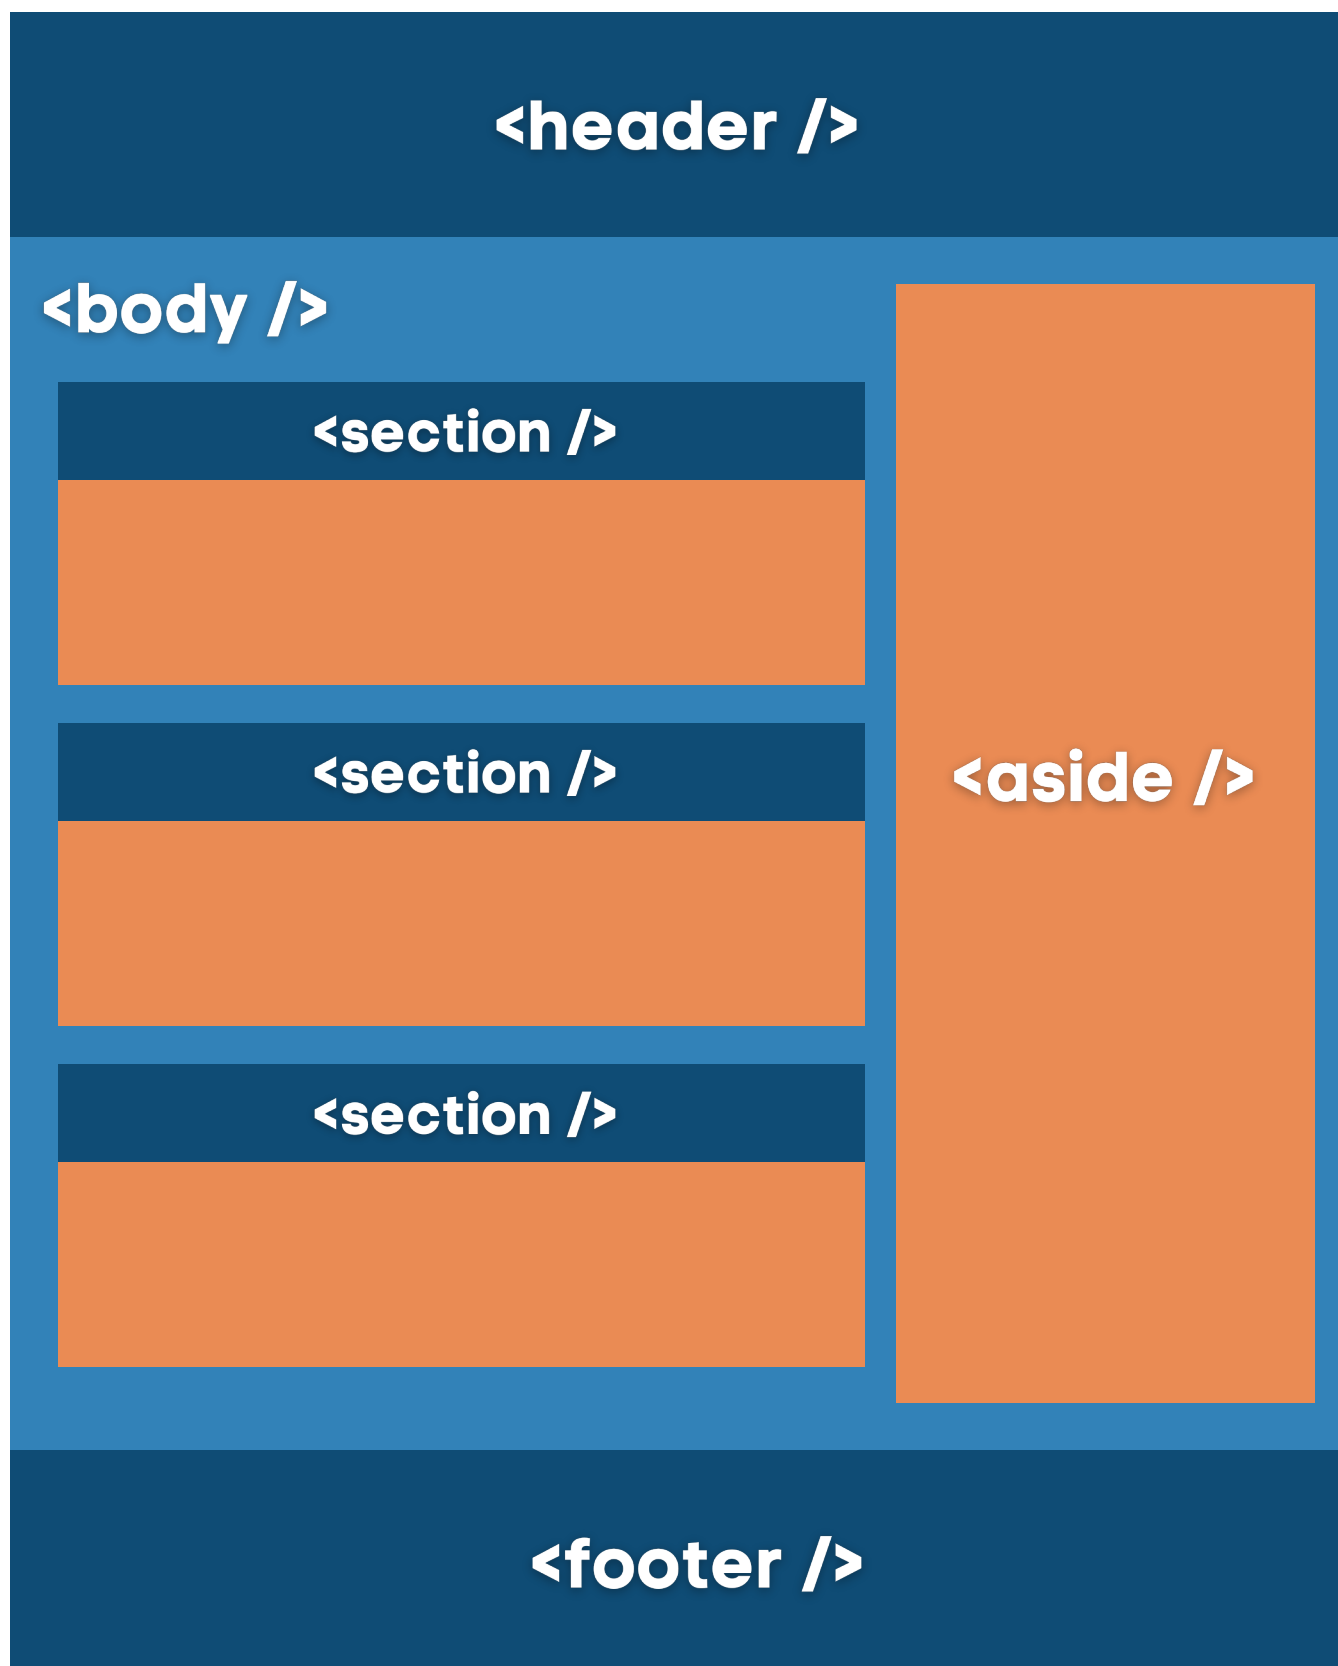 <header />
<body />
<section />
<section />
<section />
<aside />
<footer />